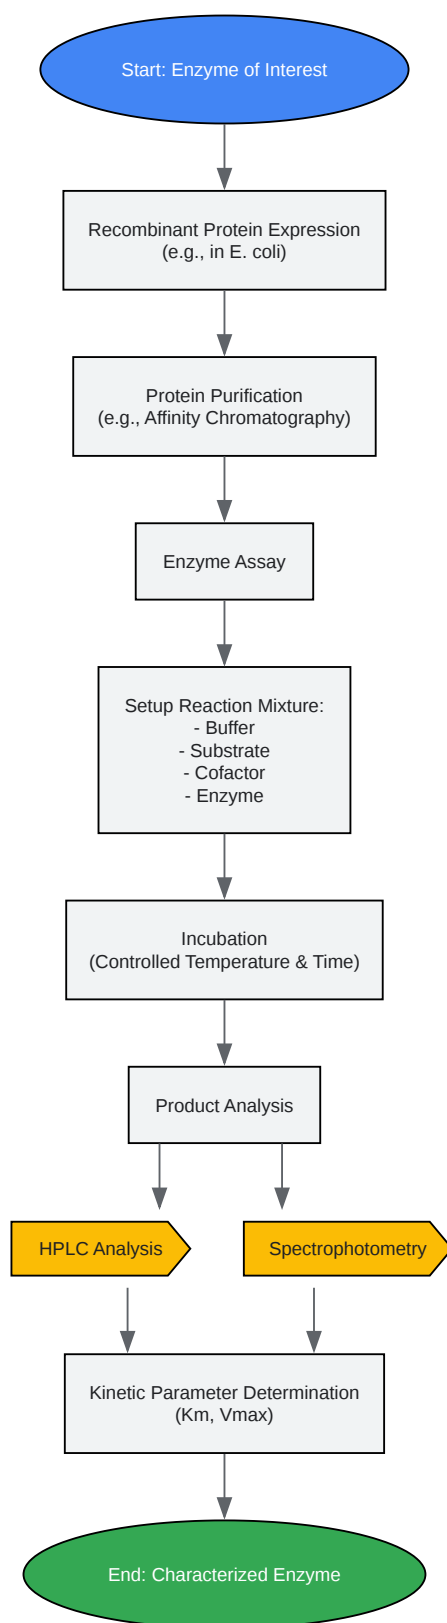 Start: Enzyme of Interest
Recombinant Protein Expression
(e.g., in E. coli)
Protein Purification
(e.g., Affinity Chromatography)
Enzyme Assay
Setup Reaction Mixture:
- Buffer
- Substrate
- Cofactor
- Enzyme
Incubation
(Controlled Temperature & Time)
Product Analysis
HPLC Analysis
Spectrophotometry
Kinetic Parameter Determination
(Km, Vmax)
End: Characterized Enzyme